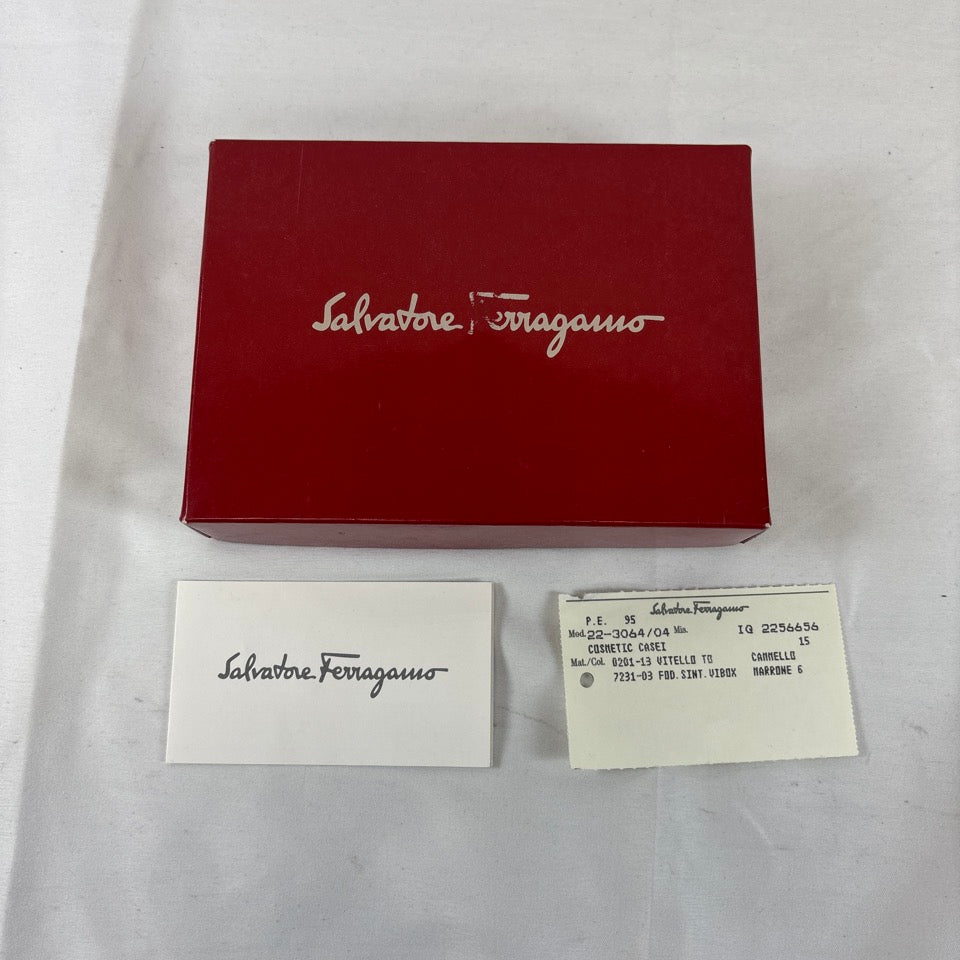 Salvatore Ferragamo
Salvatore Ferragamo
Salvatore Ferragamo
P.E. 95
Mod. 22-3064/04 Mis. IQ 2256656
COSMETIC CASEI 15
Mat./Col. 0201-13 VITELLO TO CAMMELLO
7231-03 FOD.SINT.VIBOX MARRONE 6